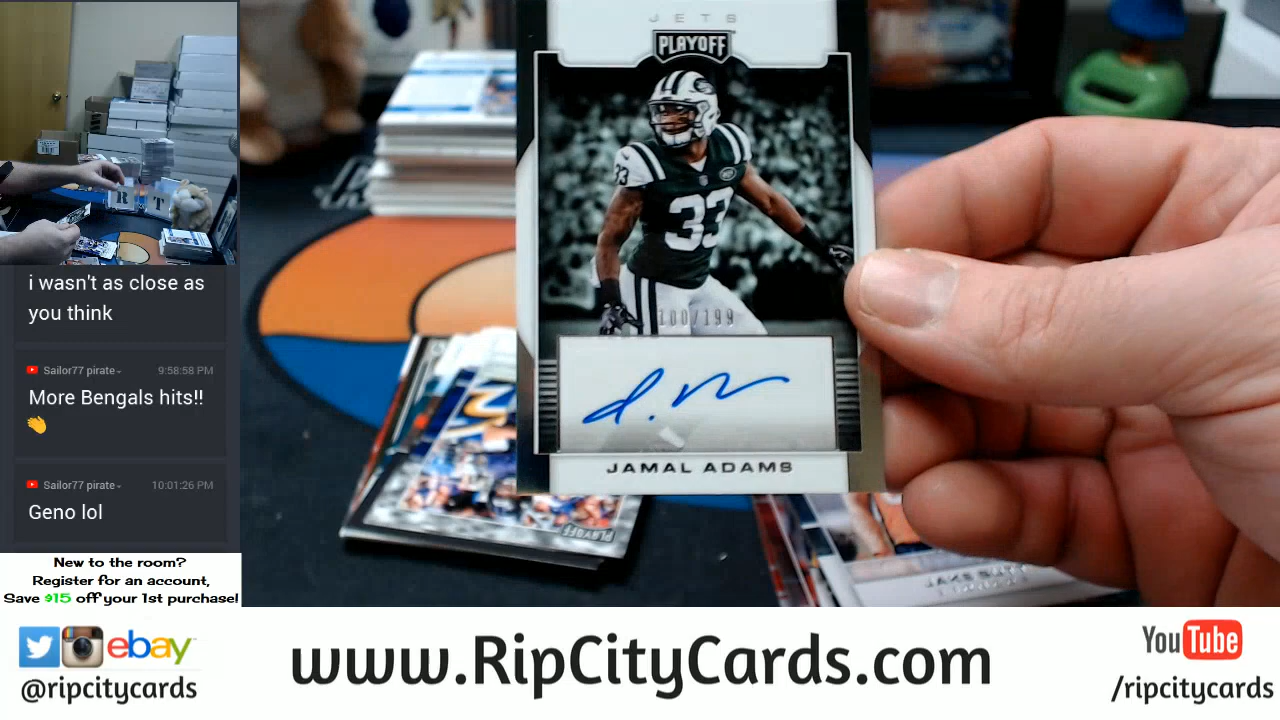 i wasn't as close as
you think
Sailor77 pirate 9:58:58 PM
More Bengals hits!!
👏
Sailor77 pirate 10:01:26 PM
Geno lol
New to the room?
Register for an account,
Save $15 off your 1st purchase!
JETS
PLAYOFF
33
33
100/199
J. A
JAMAL ADAMS
PLAYOFF
R T
ebay
@ripcitycards
www.RipCityCards.com
YouTube
/ripcitycards